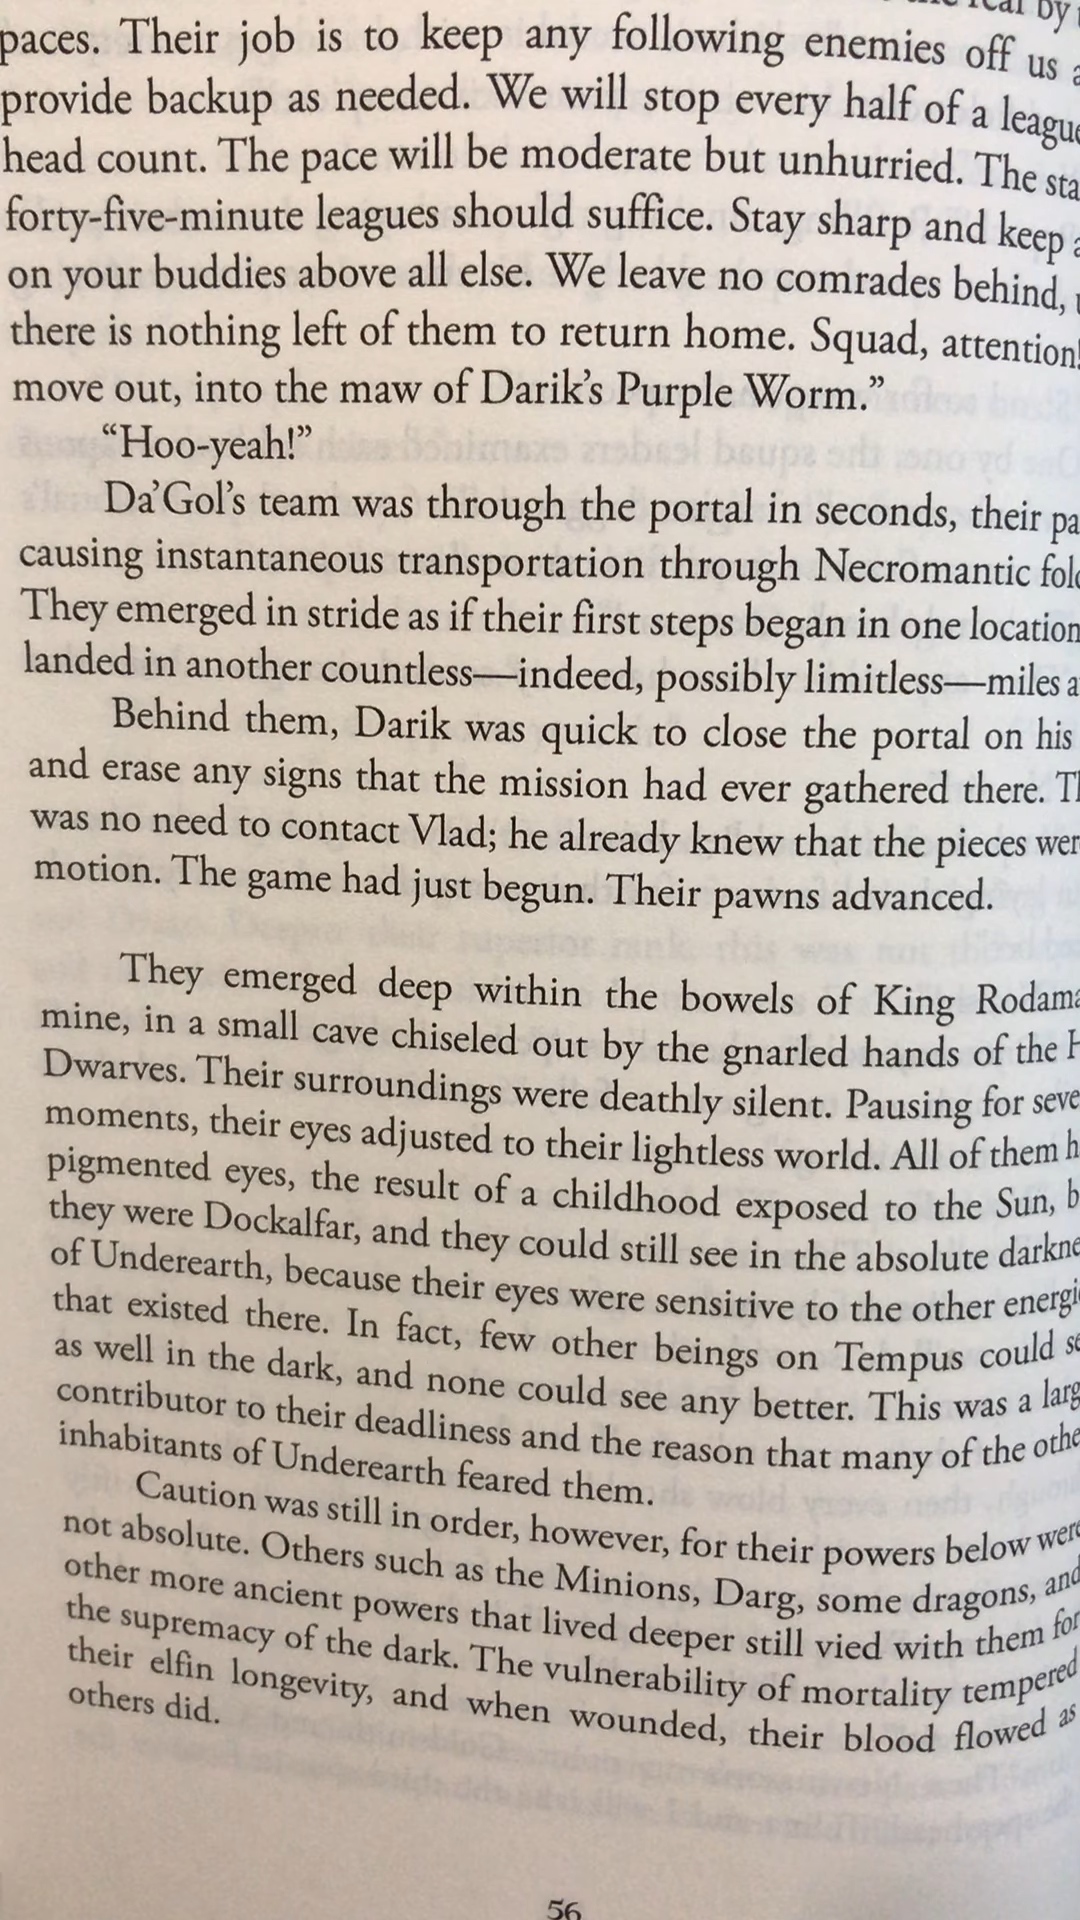 by
paces. Their job is to keep any following enemies off us
provide backup as needed. We will stop every half of a league
head count. The pace will be moderate but unhurried. The
forty-five-minute leagues should suffice. Stay sharp and keep
on your buddies above all else. We leave no comrades behind,
there is nothing left of them to return home. Squad, attention!
move out, into the maw of Darik’s Purple Worm.”
“Hoo-yeah!”
Da’Gol’s team was through the portal in seconds, their
causing instantaneous transportation through Necromantic
They emerged in stride as if their first steps began in one location
landed in another countless—indeed, possibly limitless—miles
Behind them, Darik was quick to close the portal on his
and erase any signs that the mission had ever gathered there.
was no need to contact Vlad; he already knew that the pieces
motion. The game had just begun. Their pawns advanced.
They emerged deep within the bowels of King
mine, in a small cave chiseled out by the gnarled hands of the
Dwarves. Their surroundings were deathly silent. Pausing for
moments, their eyes adjusted to their lightless world. All of them
pigmented eyes, the result of a childhood exposed to the Sun,
they were Dockalfar, and they could still see in the absolute
of Underearth, because their eyes were sensitive to the other
that existed there. In fact, few other beings on Tempus could
as well in the dark, and none could see any better. This was a
contributor to their deadliness and the reason that many of the
inhabitants of Underearth feared them.
Caution was still in order, however, for their powers below were
not absolute. Others such as the Minions, Darg, some dragons, and
other more ancient powers that lived deeper still vied with them for
the supremacy of the dark. The vulnerability of mortality tempered
their elfin longevity, and when wounded, their blood flowed as
others did.
56